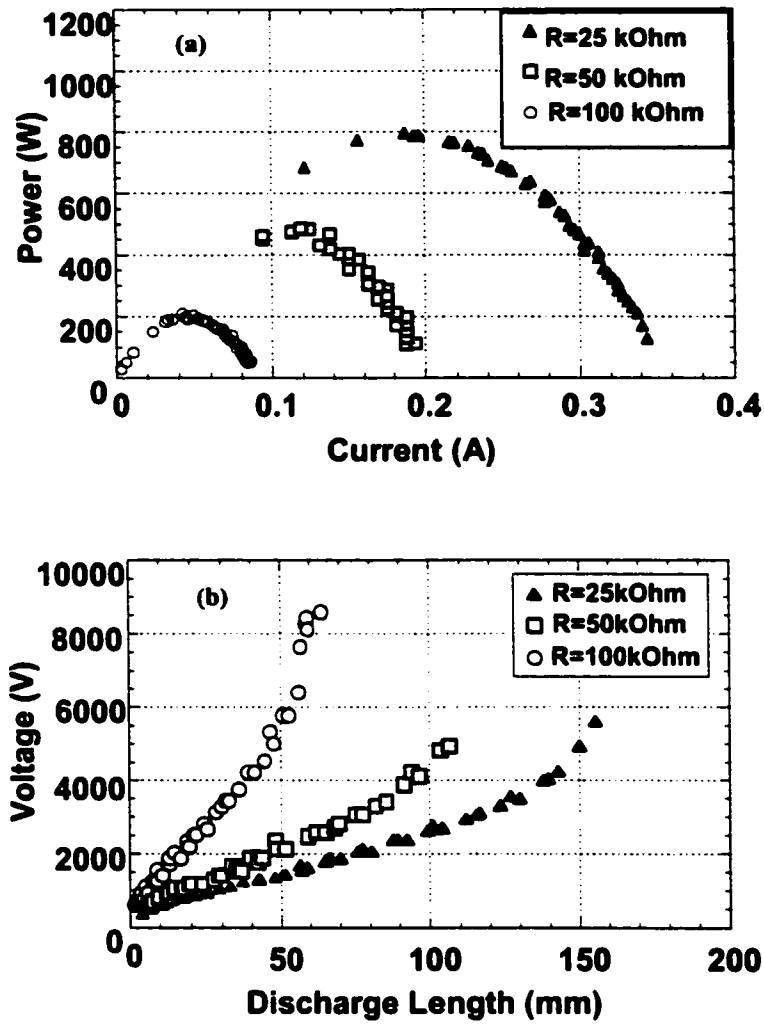 1200
(a)
R=25 kOhm
R=50 kOhm
R=100 kOhm
1000
800
600
400
200
0
Power (W)
0 0.1 0.2 0.3 0.4
Current (A)
10000
(b)
R=25kOhm
R=50kOhm
R=100kOhm
8000
6000
4000
2000
0
Voltage (V)
0 50 100 150 200
Discharge Length (mm)